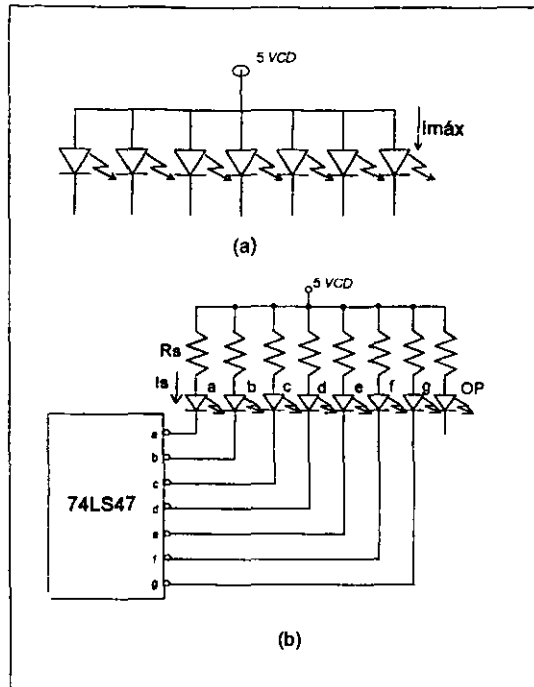 5 VCD
Imáx
(a)
5 VCD
Rs
Is
a b c d e f g OP
a
b
c
74LS47
d
e
f
g
(b)